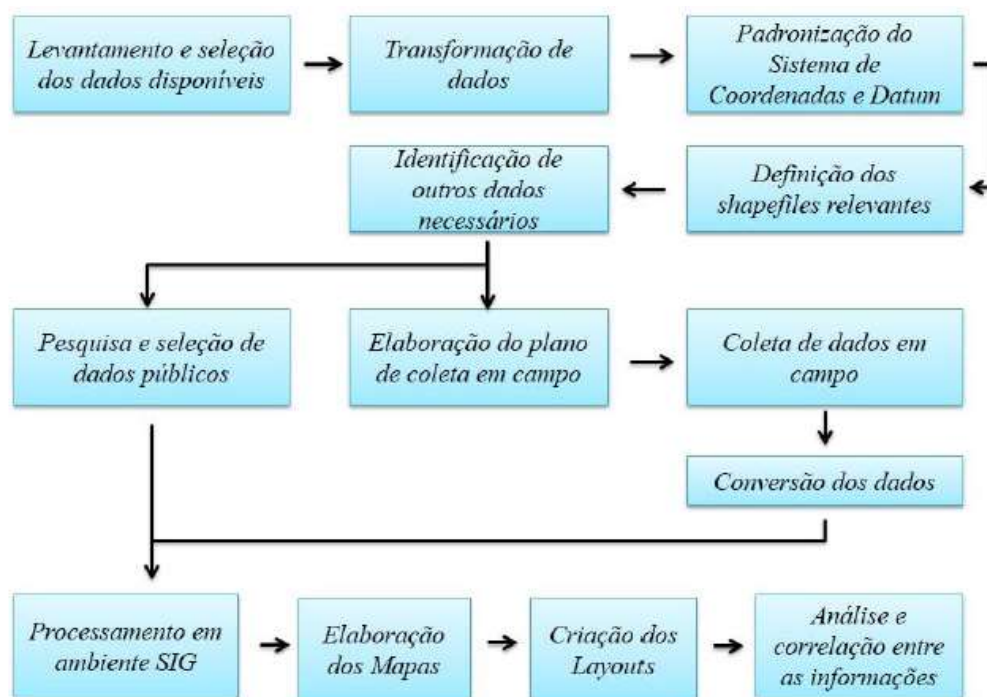 Levantamento e seleção
dos dados disponíveis
Transformação de
dados
Padronização do
Sistema de
Coordenadas e Datum
Definição dos
shapefiles relevantes
Identificação de
outros dados
necessários
Pesquisa e seleção de
dados públicos
Elaboração do plano
de coleta em campo
Coleta de dados em
campo
Conversão dos dados
Processamento em
ambiente SIG
Elaboração
dos Mapas
Criação dos
Layouts
Análise e
correlação entre
as informações